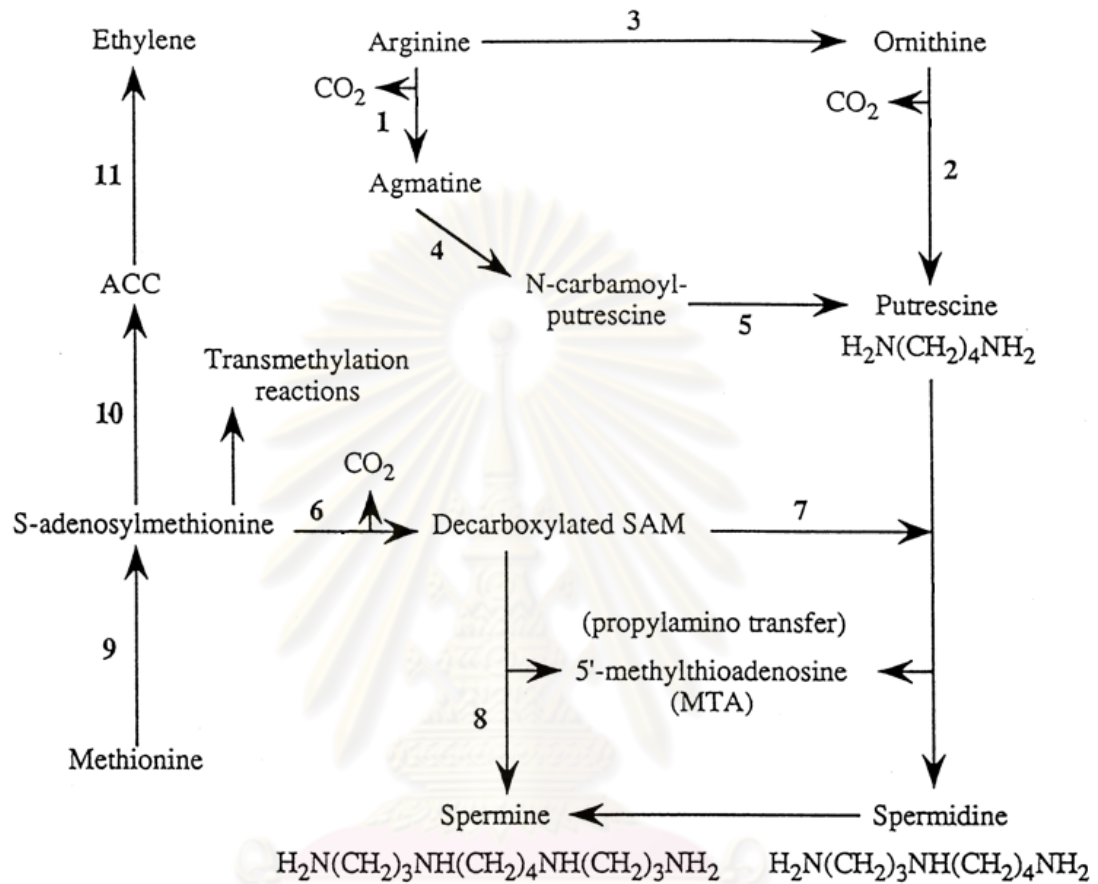 Ethylene
Arginine
3
Ornithine
CO2
CO2
1
11
2
Agmatine
4
ACC
N-carbamoyl-
putrescine
5
Putrescine
H2N(CH2)4NH2
Transmethylation
reactions
10
CO2
S-adenosylmethionine
6
Decarboxylated SAM
7
(propylamino transfer)
9
5'-methylthioadenosine
(MTA)
8
Methionine
Spermine
Spermidine
H2N(CH2)3NH(CH2)4NH(CH2)3NH2
H2N(CH2)3NH(CH2)4NH2